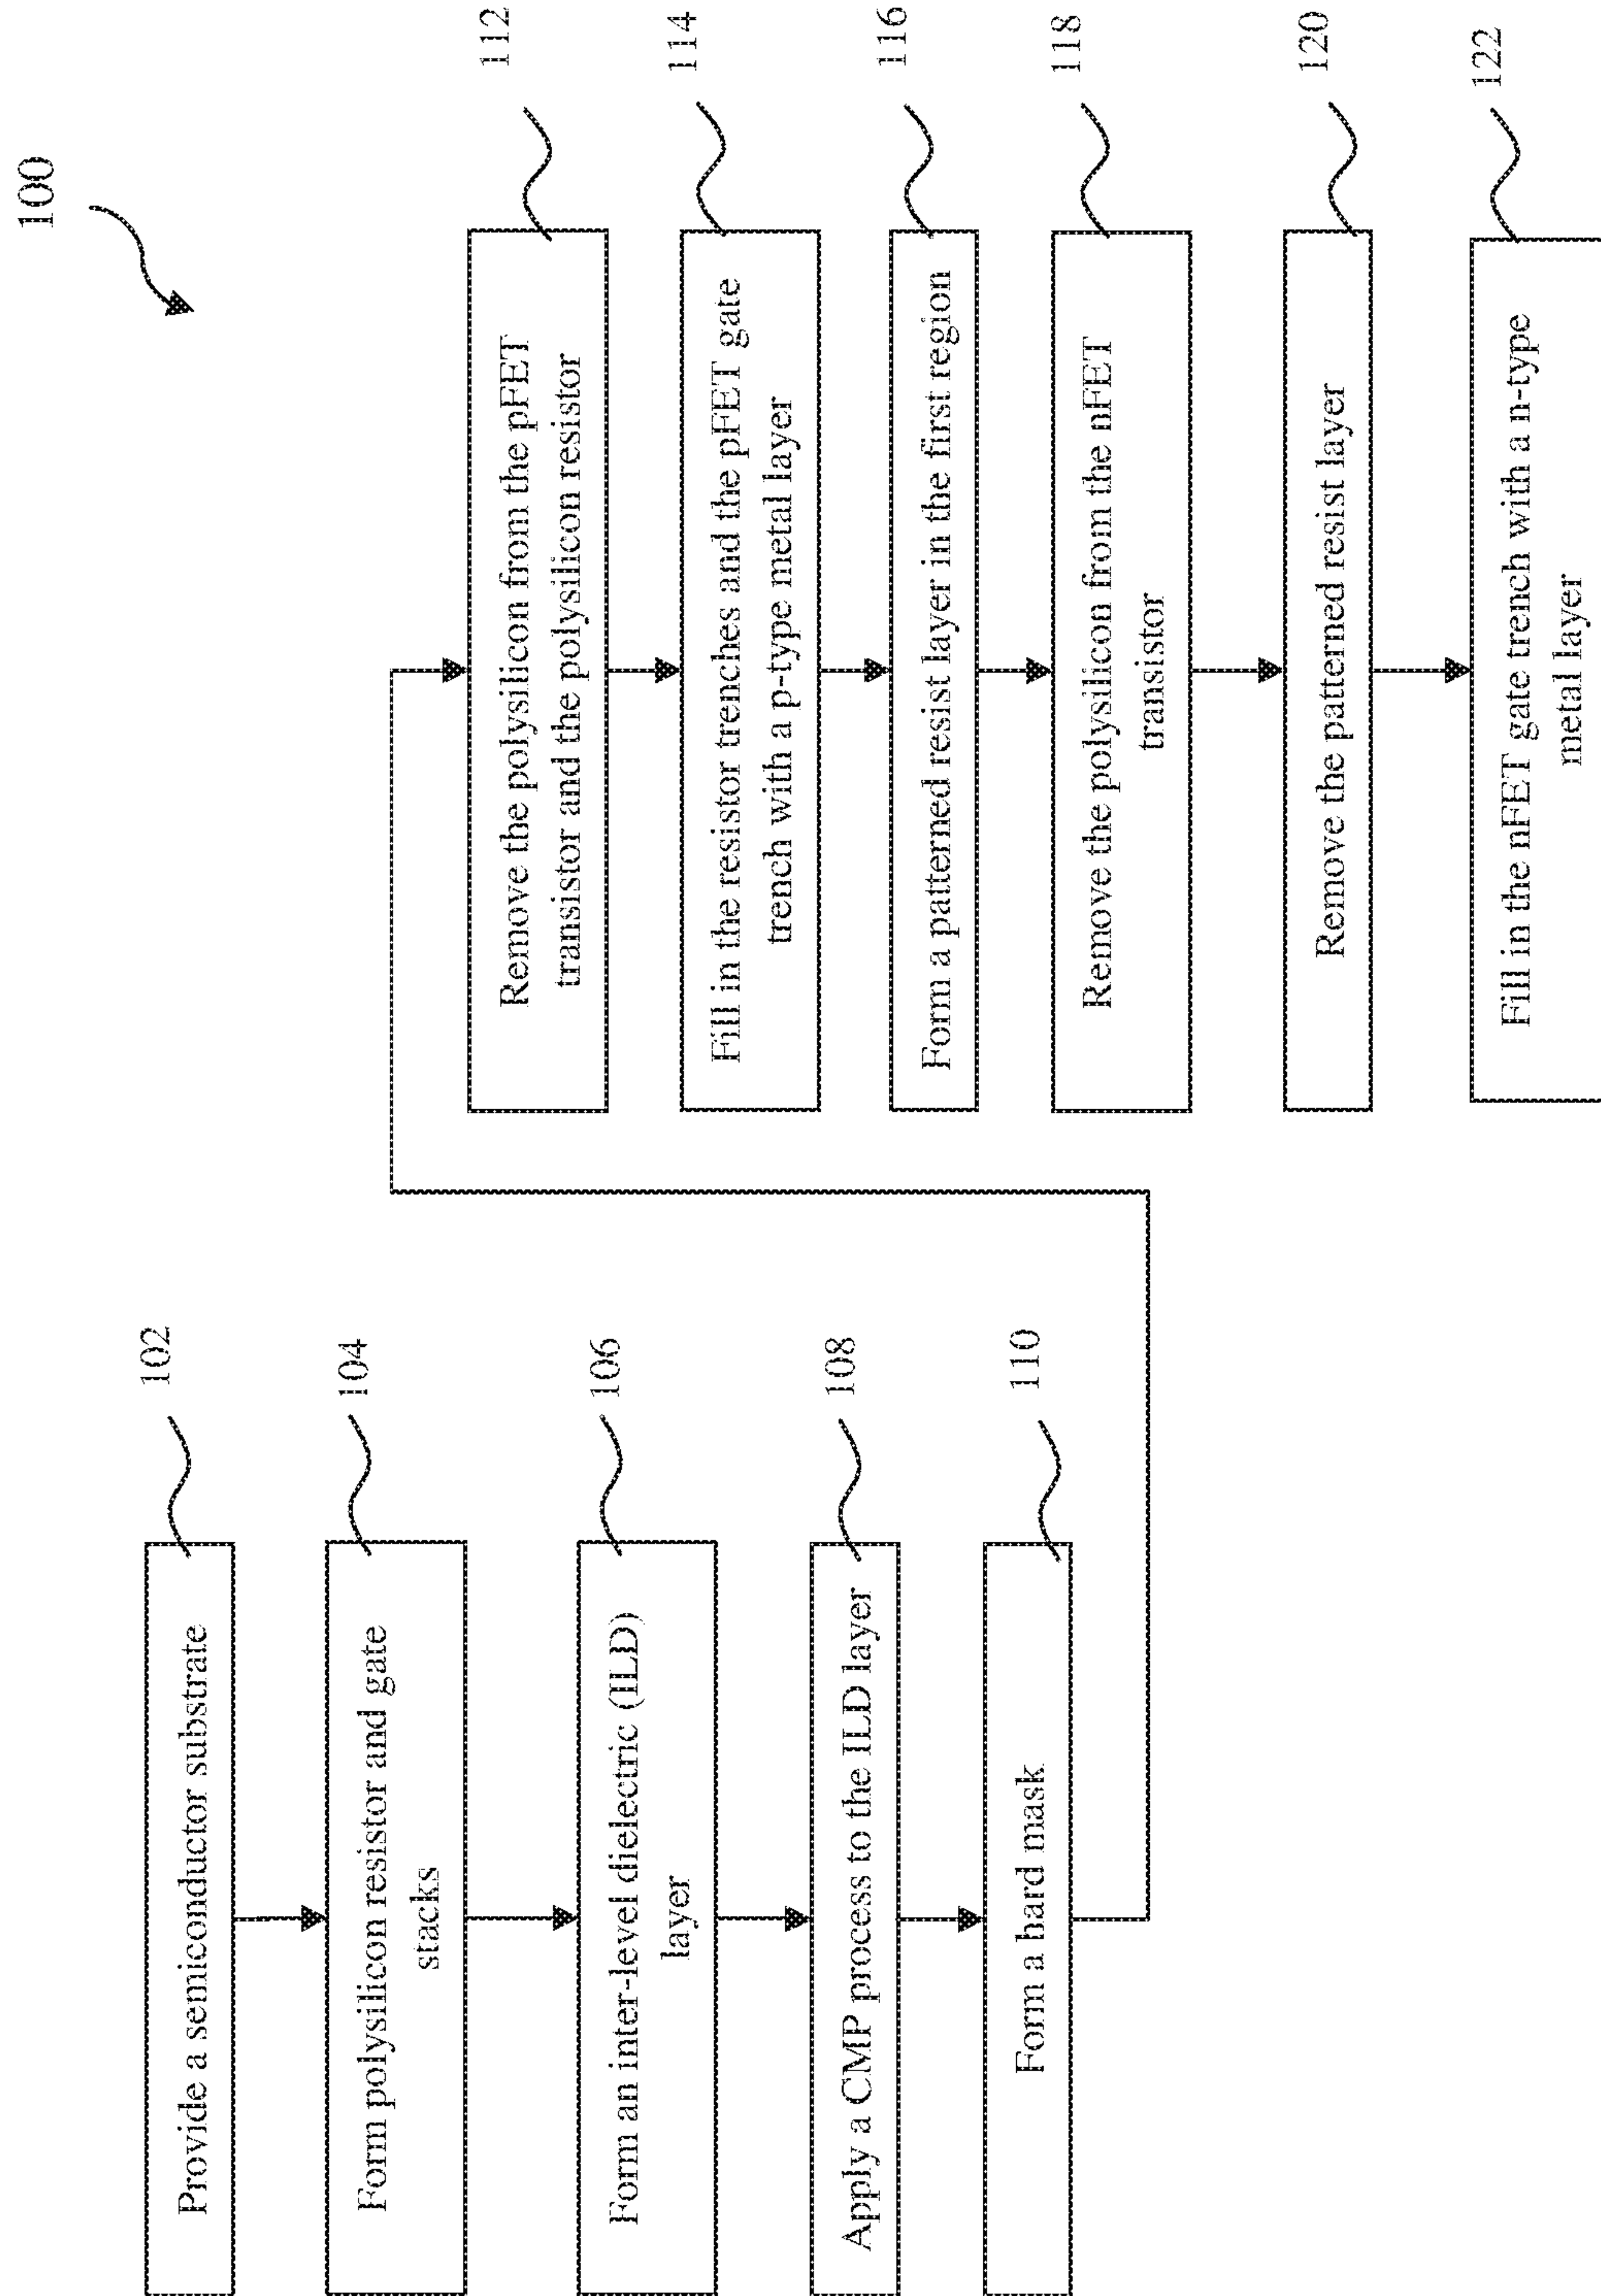 100
Provide a semiconductor substrate
102
Form polysilicon resistor and gate
stacks
104
Form an inter-level dielectric (ILD)
layer
106
Apply a CMP process to the ILD layer
108
Form a hard mask
110
Remove the polysilicon from the pFET
transistor and the polysilicon resistor
112
Fill in the resistor trenches and the pFET gate
trench with a p-type metal layer
114
Form a patterned resist layer in the first region
116
Remove the polysilicon from the nFET
transistor
118
Remove the patterned resist layer
120
Fill in the nFET gate trench with a n-type
metal layer
122